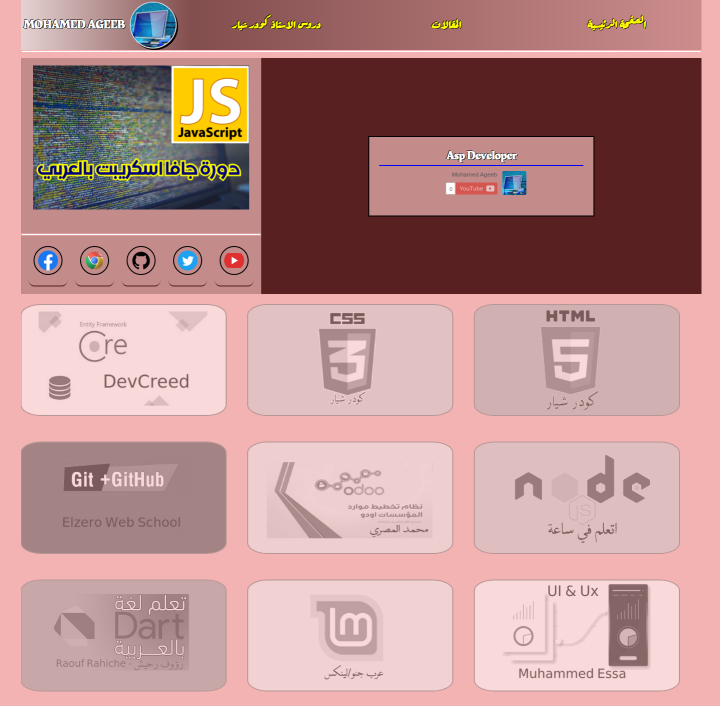 MOHAMED AGEEB
دروس الاستاذ كودر شيار
المقالات
الصفحة الرئيسية
JS
JavaScript
دورة جافا اسكريبت بالعربي
Asp Developer
Mohamed Ageeb
YouTube
0
Entity Framework
Core
DevCreed
CSS
3
كودر شيار
HTML
5
كودر شيار
Git +GitHub
Elzero Web School
odoo
نظام تخطيط موارد
المؤسسات اودو
محمد المصري
node
JS
اتعلم في ساعة
تعلم لغة
Dart
بالعـــربية
Raouf Rahiche - رؤوف رحيش
عرب جنو/لينكس
UI & Ux
Muhammed Essa